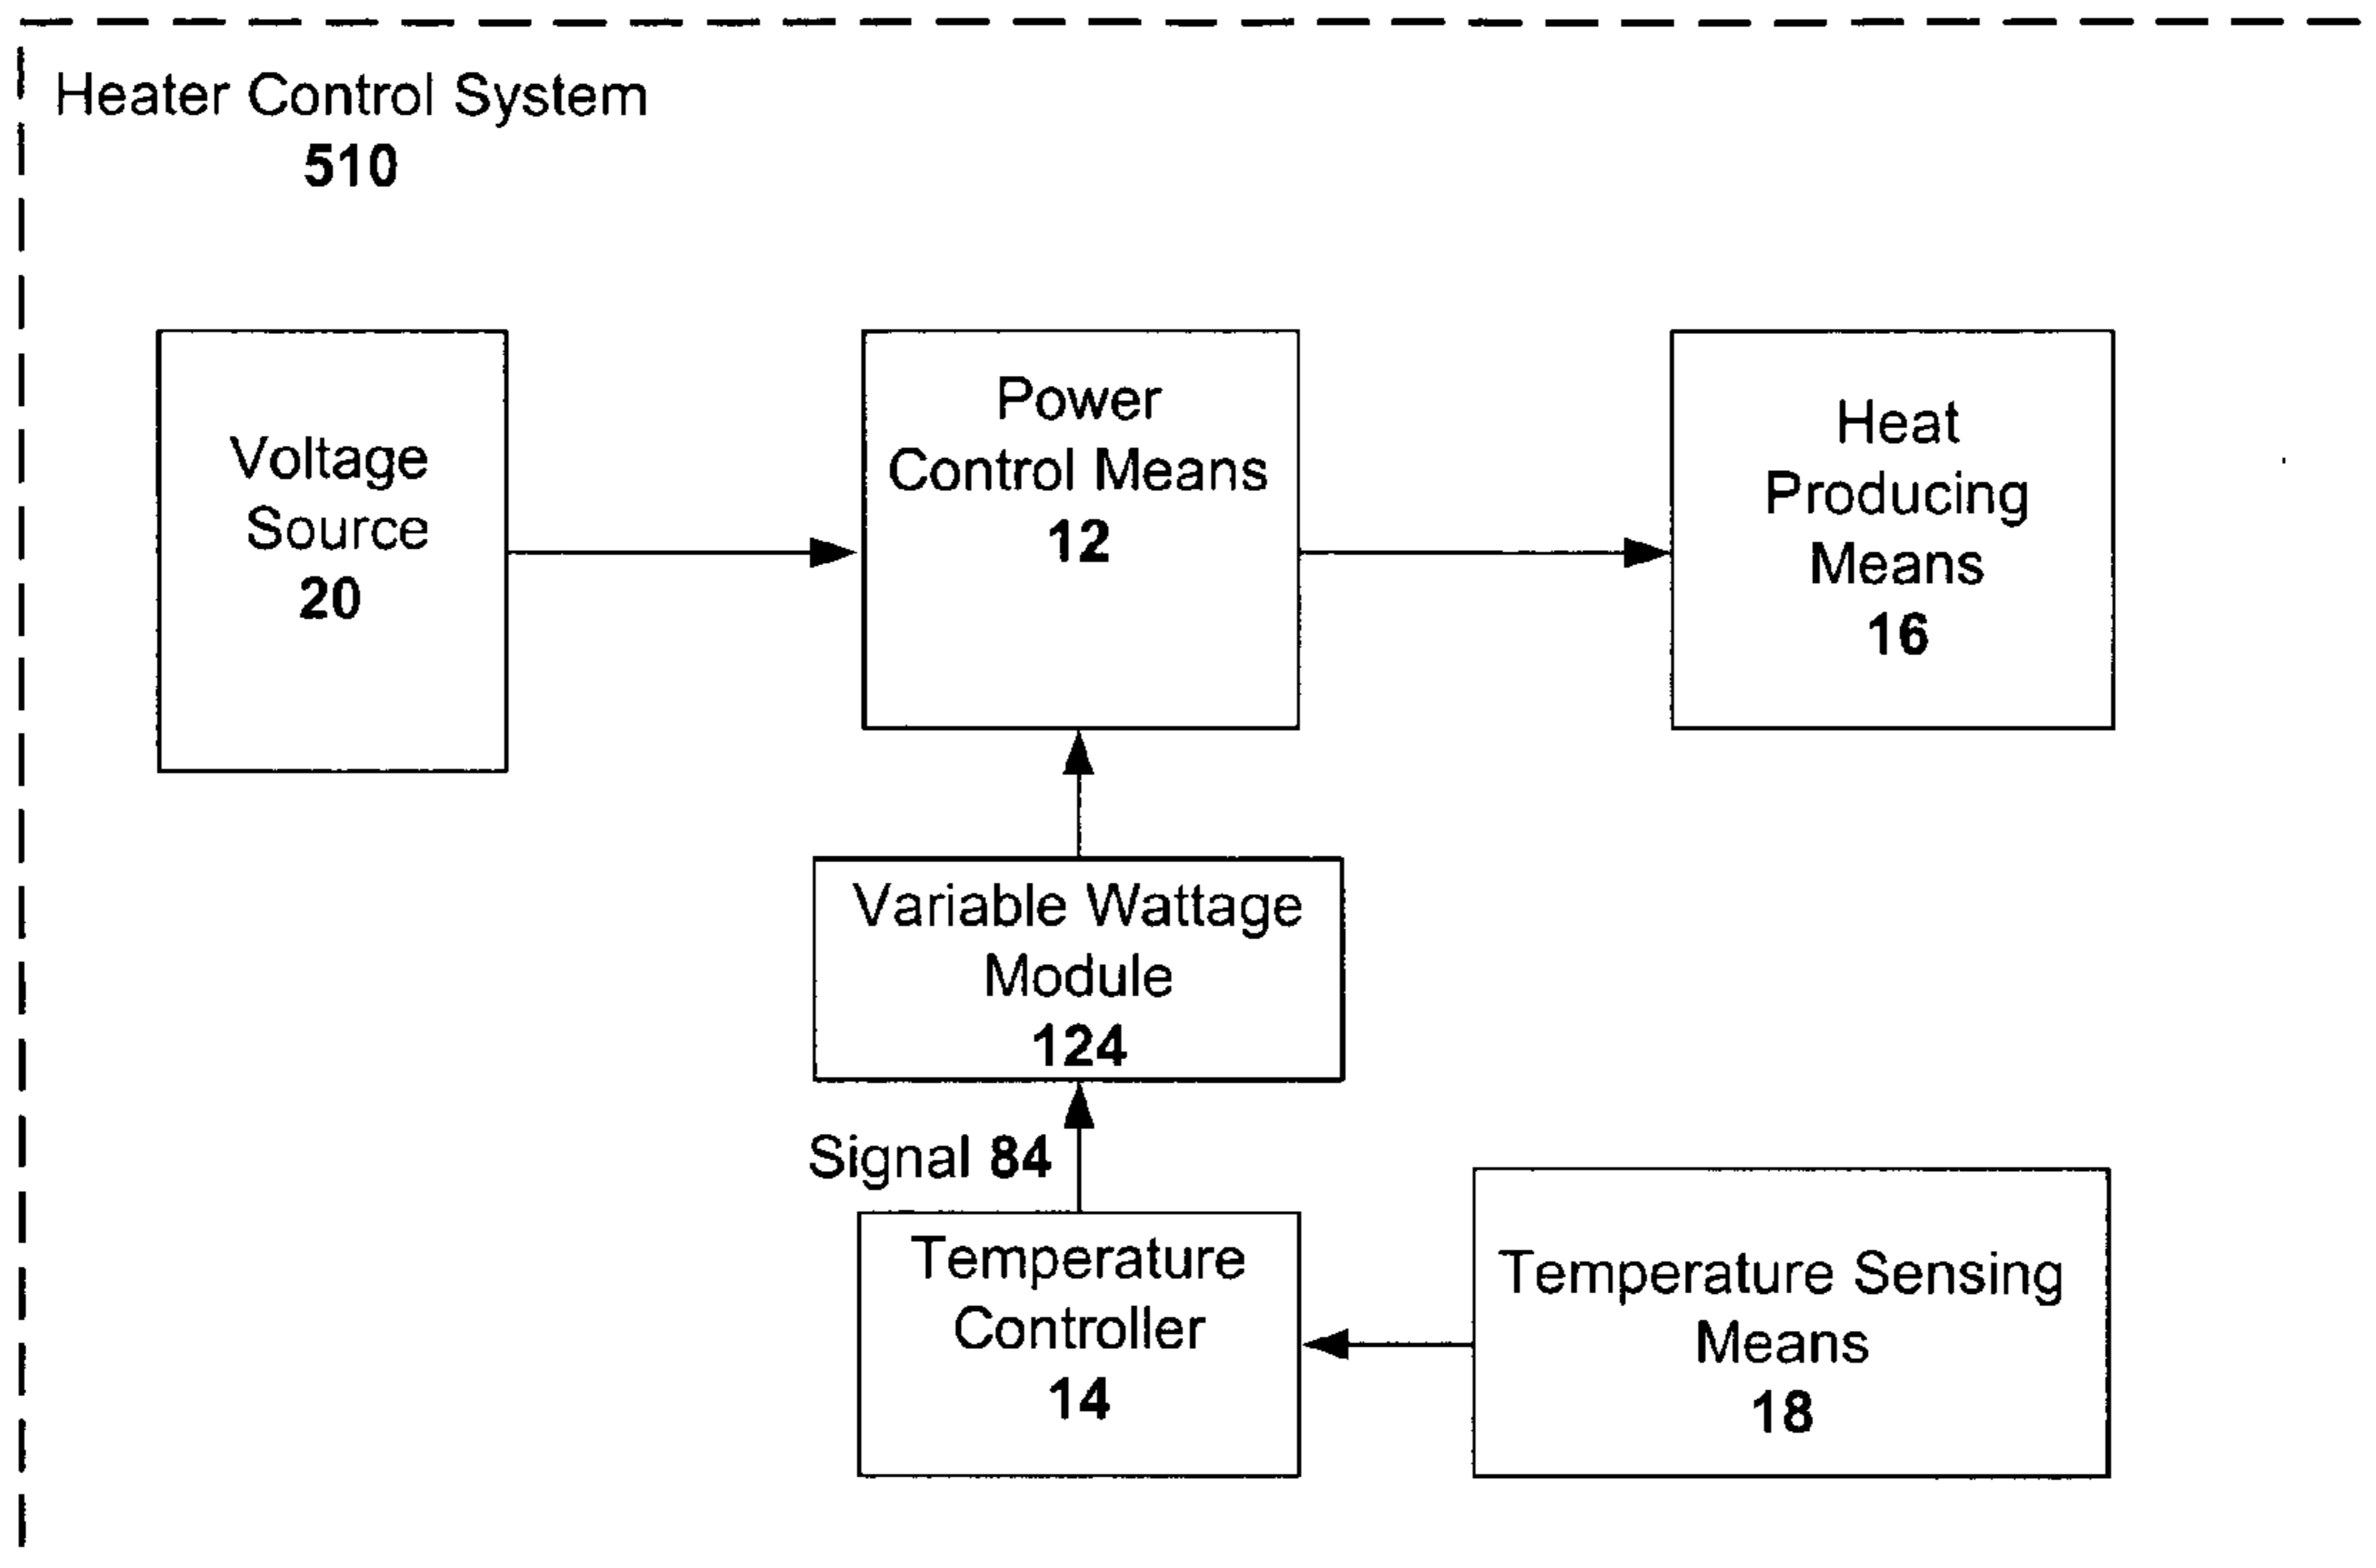 Heater Control System
510
Voltage
Source
20
Power
Control Means
12
Heat
Producing
Means
16
Variable Wattage
Module
124
Signal 84
Temperature
Controller
14
Temperature Sensing
Means
18